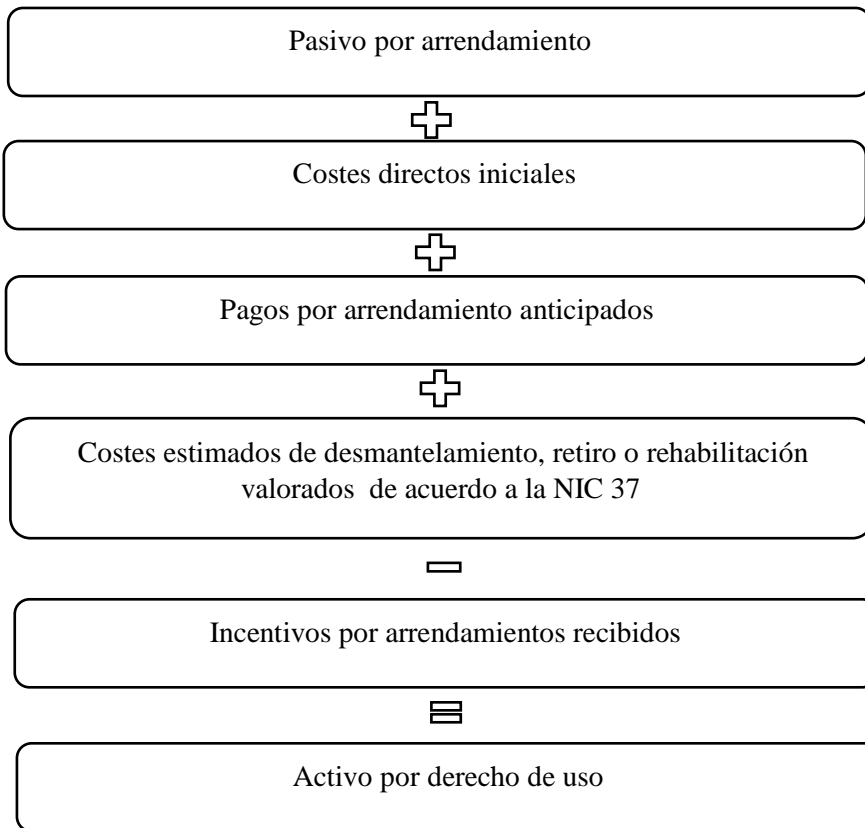 Pasivo por arrendamiento
+
Costes directos iniciales
+
Pagos por arrendamiento anticipados
+
Costes estimados de desmantelamiento, retiro o rehabilitación
valorados de acuerdo a la NIC 37
−
Incentivos por arrendamientos recibidos
=
Activo por derecho de uso